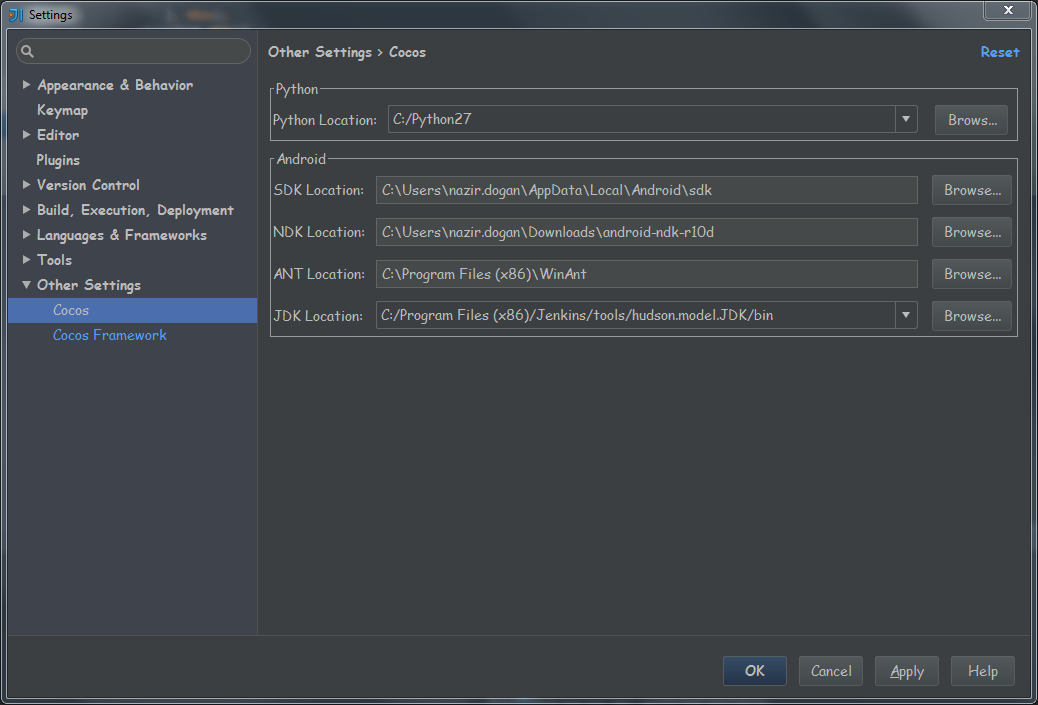 JI Settings
x
Other Settings > Cocos
Reset
Appearance & Behavior
Keymap
Editor
Plugins
Version Control
Build, Execution, Deployment
Languages & Frameworks
Tools
Other Settings
Cocos
Cocos Framework
Python
Python Location: C:/Python27 Brows...
Android
SDK Location: C:\Users\nazir.dogan\AppData\Local\Android\sdk Browse...
NDK Location: C:\Users\nazir.dogan\Downloads\android-ndk-r10d Browse...
ANT Location: C:\Program Files (x86)\WinAnt Browse...
JDK Location: C:/Program Files (x86)/Jenkins/tools/hudson.model.JDK/bin Browse...
OK Cancel Apply Help